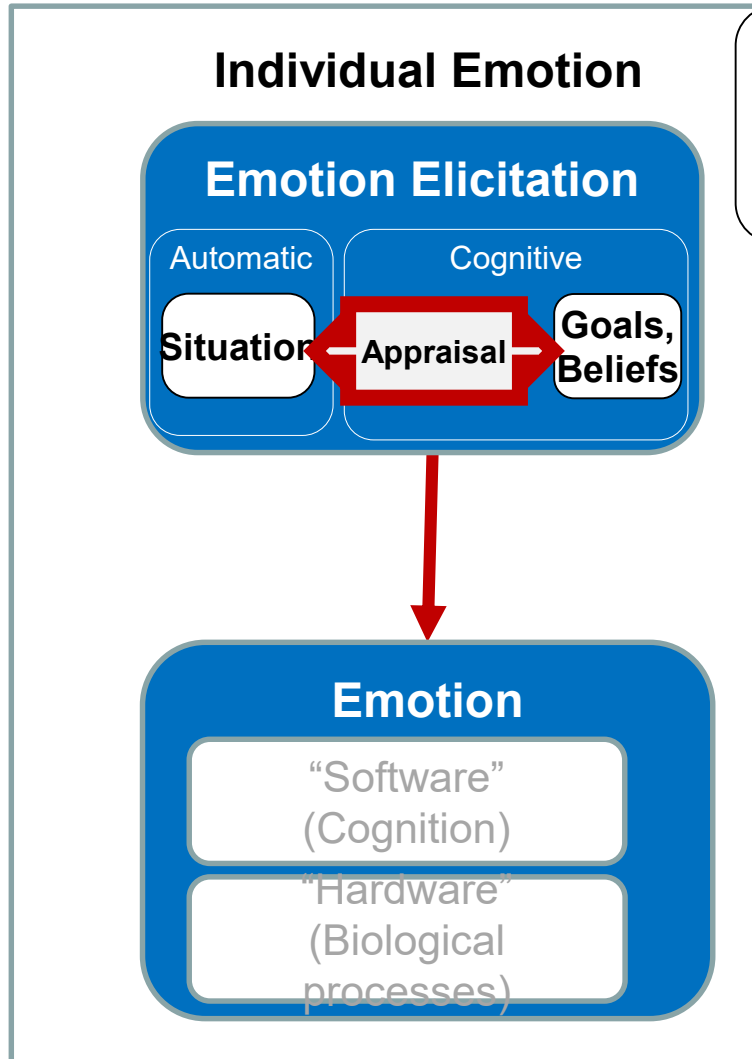 Individual Emotion
Emotion Elicitation
Automatic
Cognitive
Situation
Appraisal
Goals,
Beliefs
Emotion
“Software”
(Cognition)
“Hardware”
(Biological
processes)